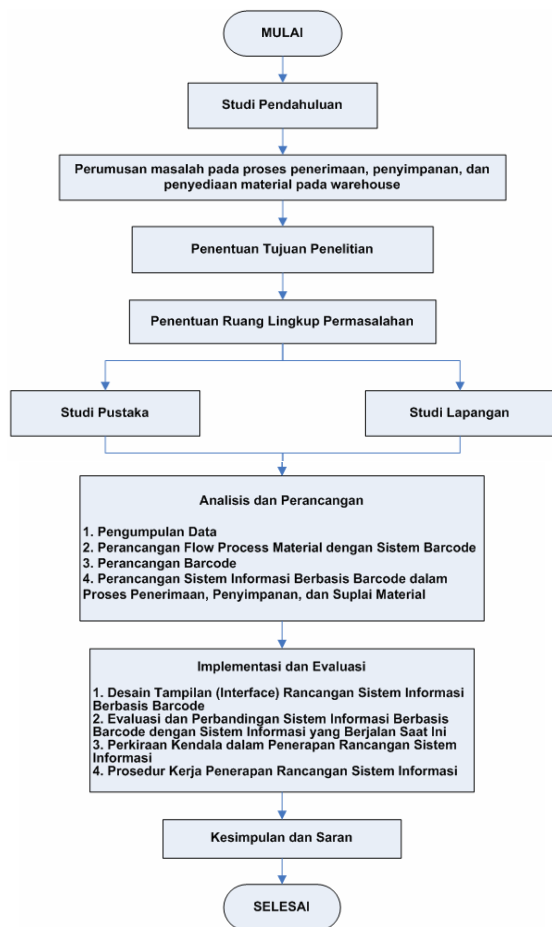 MULAI
Studi Pendahuluan
Perumusan masalah pada proses penerimaan, penyimpanan, dan
penyediaan material pada warehouse
Penentuan Tujuan Penelitian
Penentuan Ruang Lingkup Permasalahan
Studi Pustaka
Studi Lapangan
Analisis dan Perancangan
1. Pengumpulan Data
2. Perancangan Flow Process Material dengan Sistem Barcode
3. Perancangan Barcode
4. Perancangan Sistem Informasi Berbasis Barcode dalam
Proses Penerimaan, Penyimpanan, dan Suplai Material
Implementasi dan Evaluasi
1. Desain Tampilan (Interface) Rancangan Sistem Informasi
Berbasis Barcode
2. Evaluasi dan Perbandingan Sistem Informasi Berbasis
Barcode dengan Sistem Informasi yang Berjalan Saat Ini
3. Perkiraan Kendala dalam Penerapan Rancangan Sistem
Informasi
4. Prosedur Kerja Penerapan Rancangan Sistem Informasi
Kesimpulan dan Saran
SELESAI